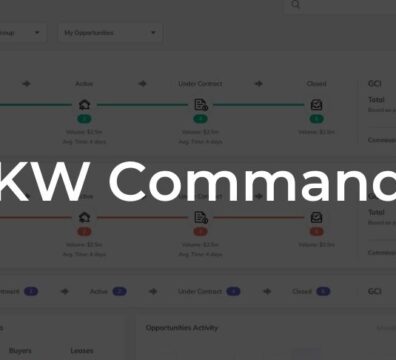 roup
My Opportunities
Active
Under Contract
Closed
GCI
Total
Volume: $2.5m
Volume: $2.5m
Volume: $2.5m
Avg. Time: 4 days
Avg. Time: 4 days
KW Command
Total
Volume: $2.5m
Volume: $2.5m
Volume: $2.5m
Avg. Time: 4 days
Avg. Time: 4 days
Active
Under Contract
Closed
GCI
Opportunities Activity
Buyers
Leases